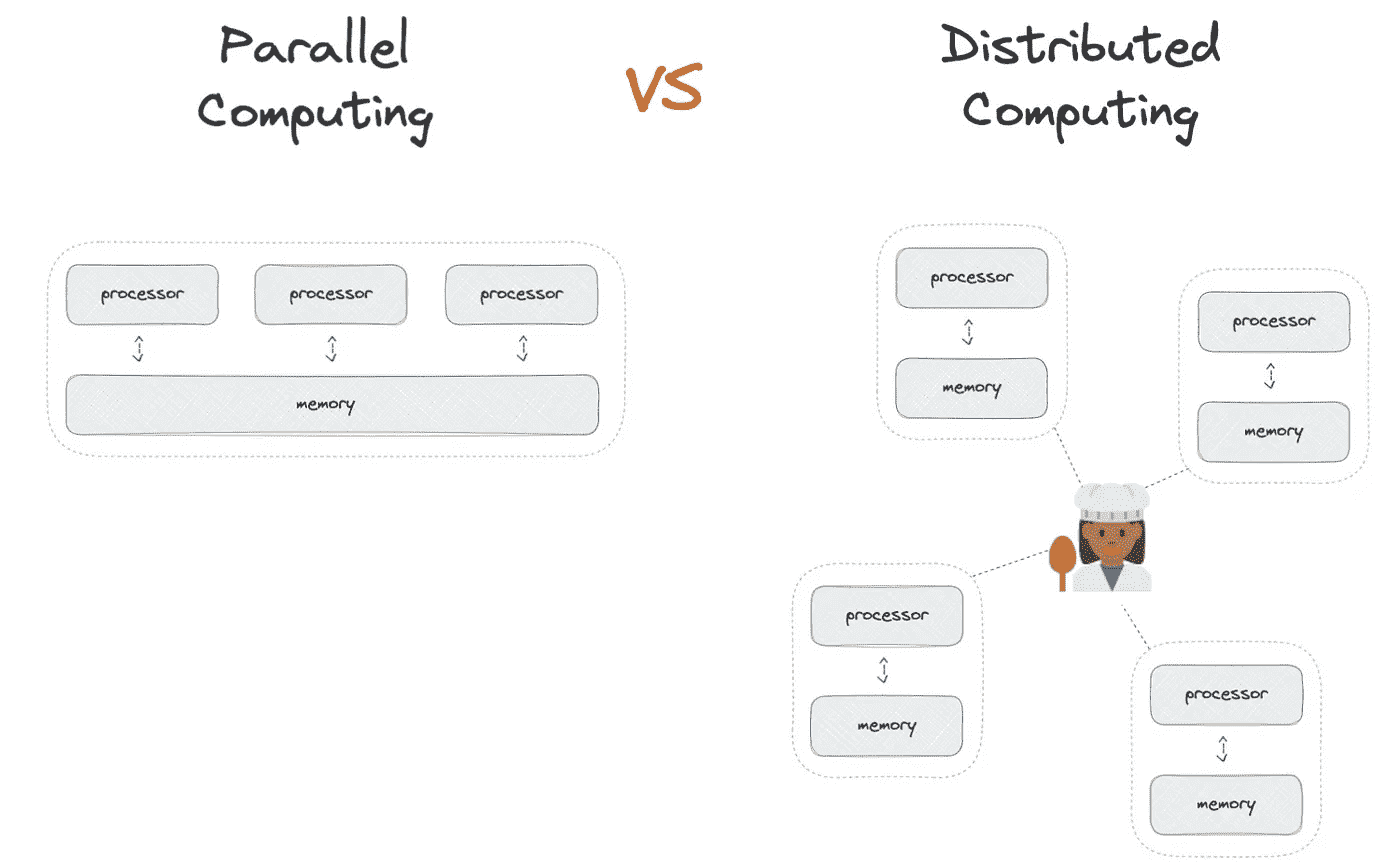 Parallel
Computing
VS
Distributed
Computing
processor
processor
processor
memory
processor
memory
processor
memory
processor
memory
processor
memory